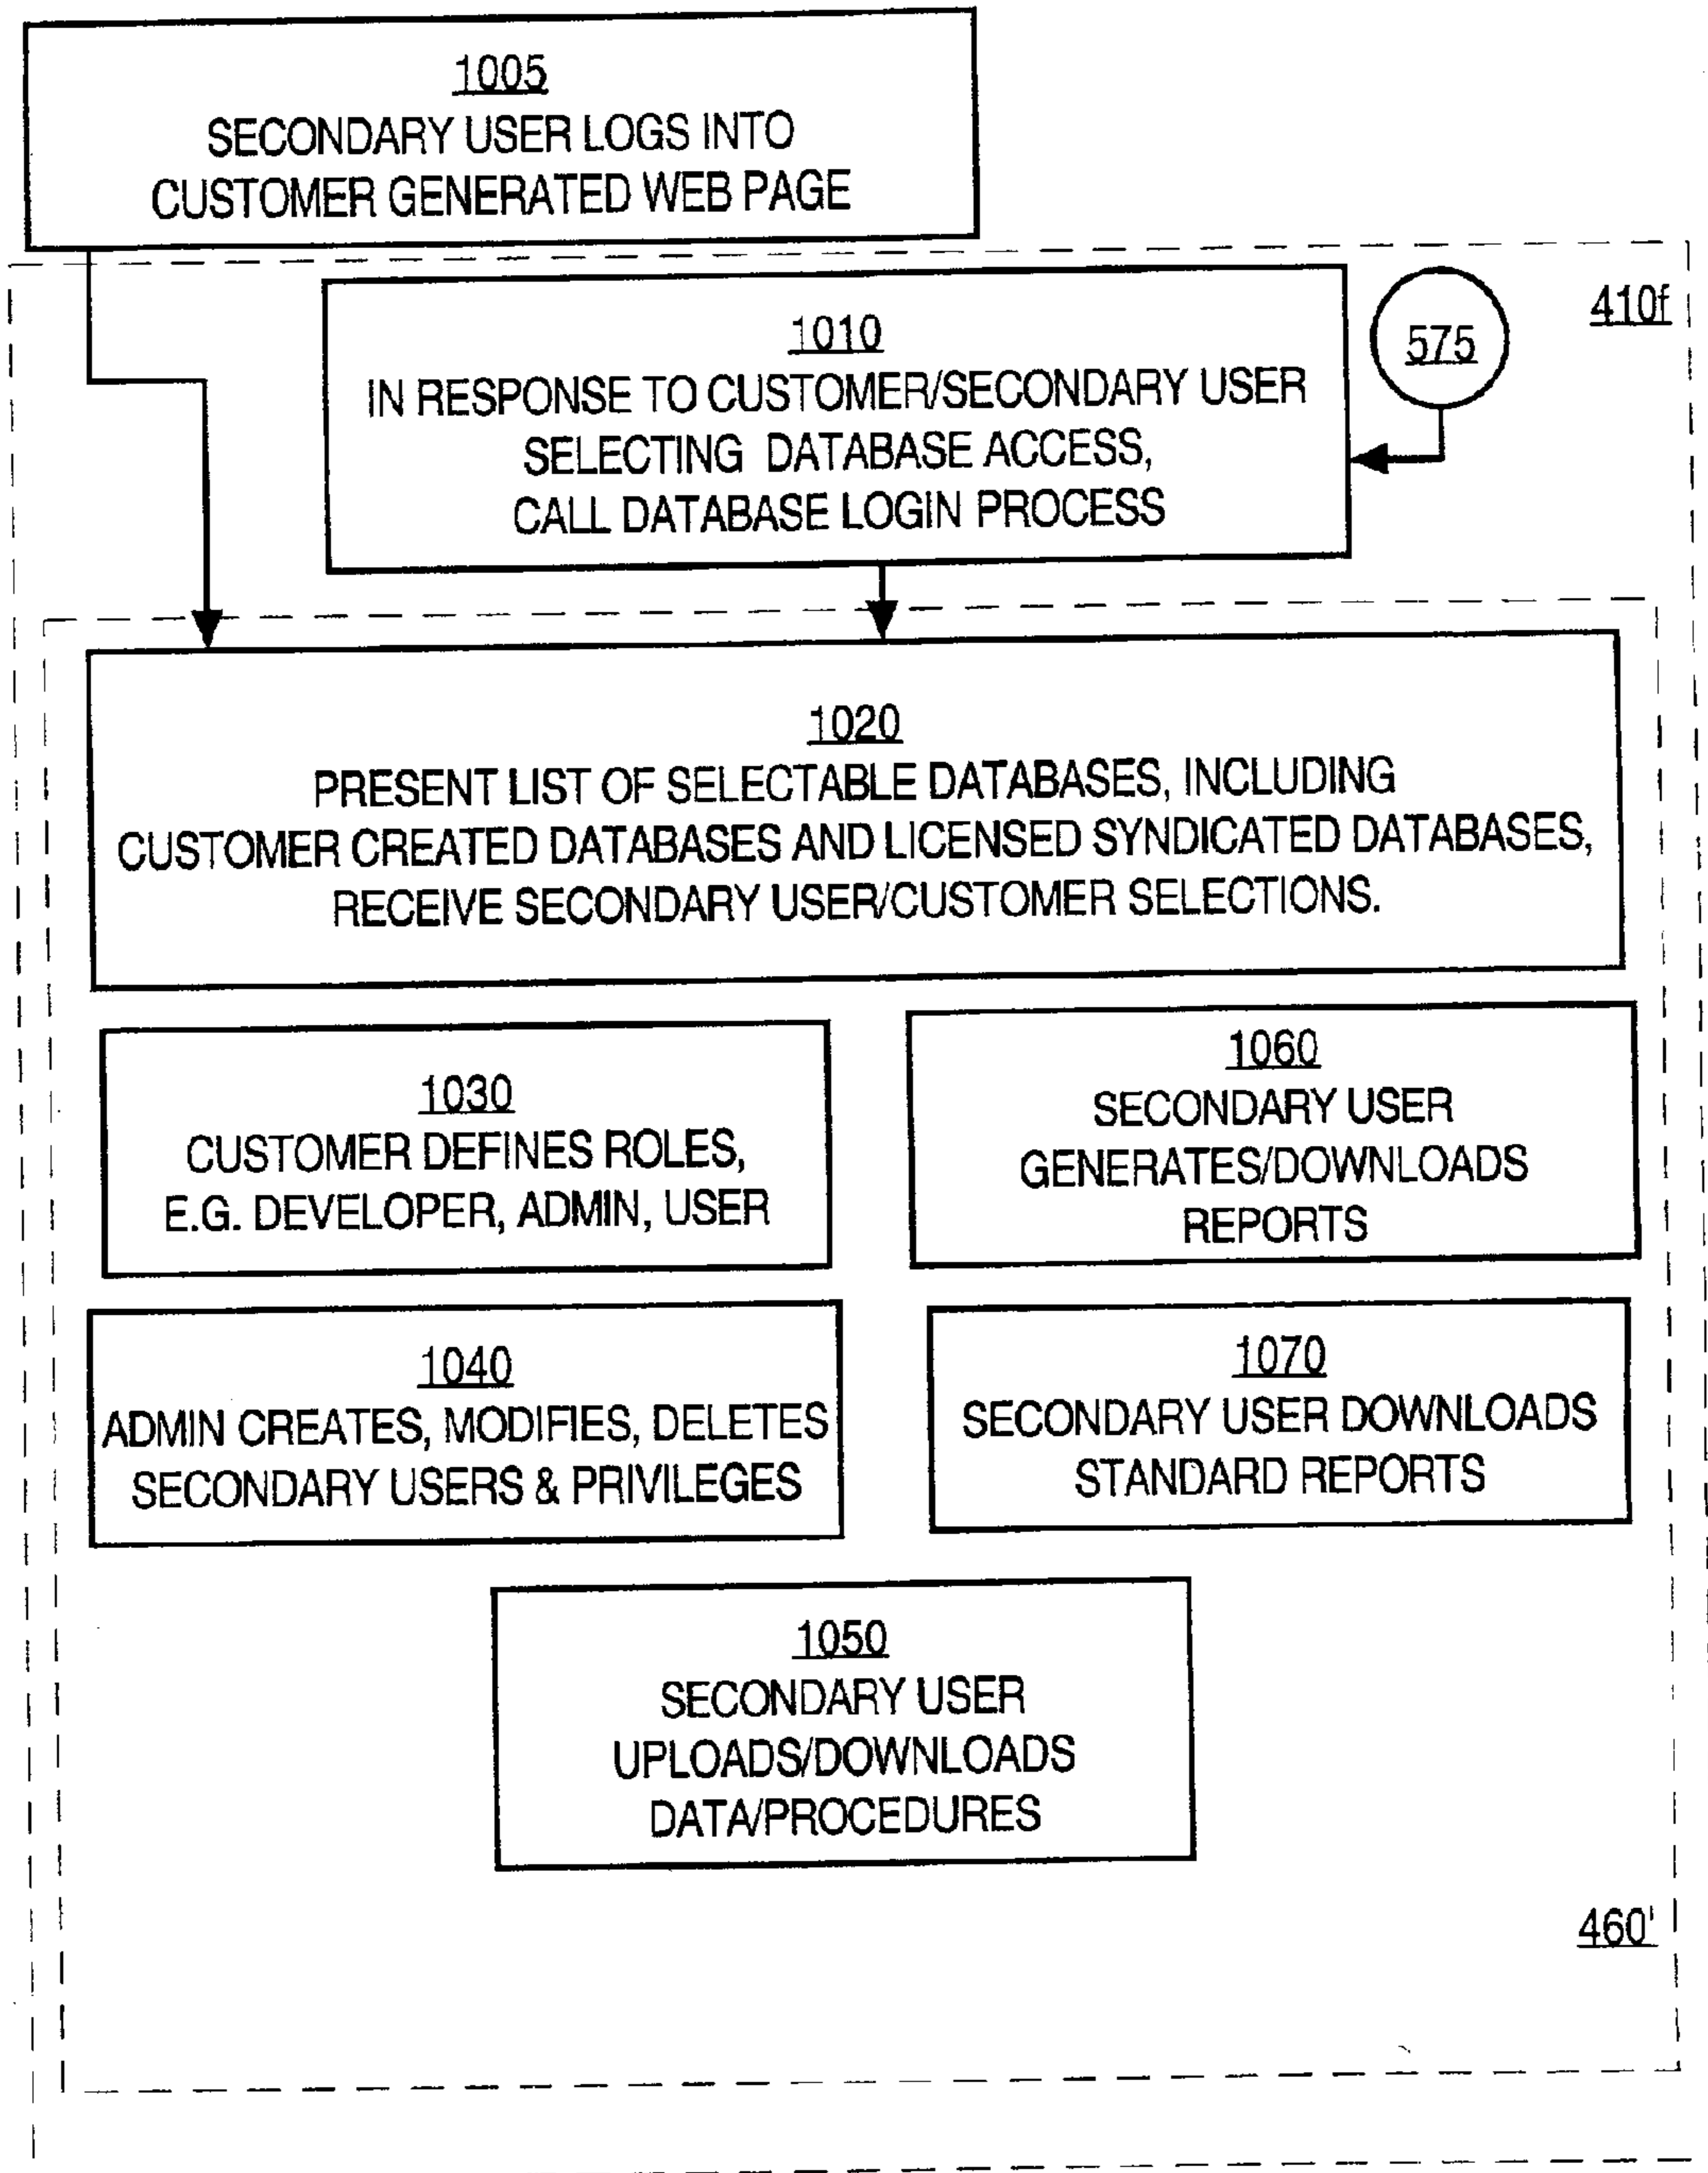 1005
SECONDARY USER LOGS INTO
CUSTOMER GENERATED WEB PAGE
410f
1010
IN RESPONSE TO CUSTOMER/SECONDARY USER
SELECTING DATABASE ACCESS,
CALL DATABASE LOGIN PROCESS
575
1020
PRESENT LIST OF SELECTABLE DATABASES, INCLUDING
CUSTOMER CREATED DATABASES AND LICENSED SYNDICATED DATABASES,
RECEIVE SECONDARY USER/CUSTOMER SELECTIONS.
1030
CUSTOMER DEFINES ROLES,
E.G. DEVELOPER, ADMIN, USER
1060
SECONDARY USER
GENERATES/DOWNLOADS
REPORTS
1040
ADMIN CREATES, MODIFIES, DELETES
SECONDARY USERS & PRIVILEGES
1070
SECONDARY USER DOWNLOADS
STANDARD REPORTS
1050
SECONDARY USER
UPLOADS/DOWNLOADS
DATA/PROCEDURES
460'